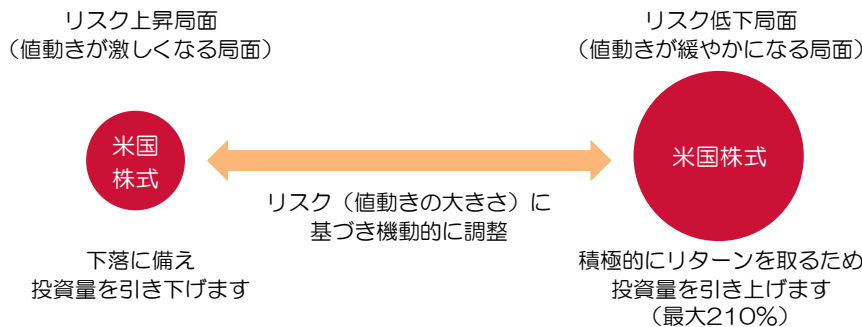 リスク上昇局面
（値動きが激しくなる局面）
米国
株式
下落に備え
投資量を引き下げます
リスク（値動きの大きさ）に
基づき機動的に調整
リスク低下局面
（値動きが緩やかになる局面）
米国株式
積極的にリターンを取るため
投資量を引き上げます
（最大210%）